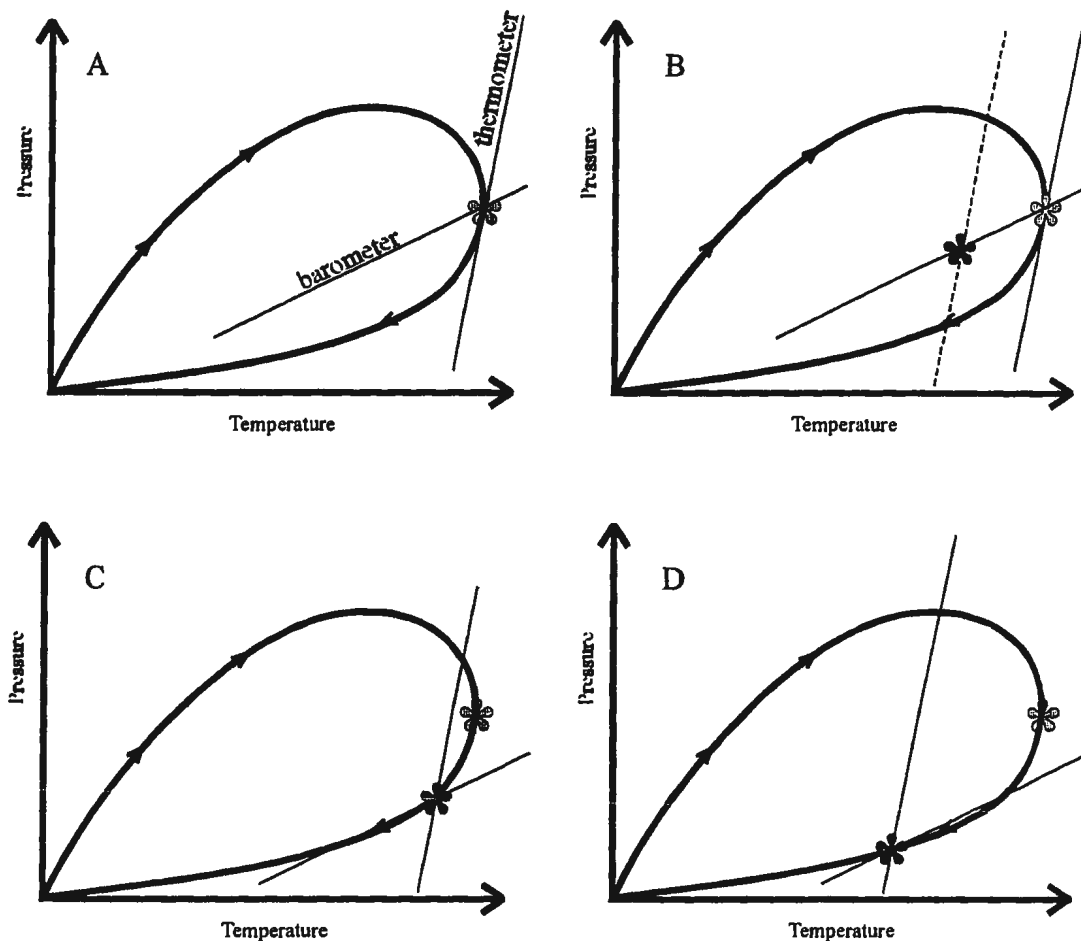 A
Pressure
thermometer
barometer
Temperature
B
Pressure
Temperature
C
Pressure
Temperature
D
Pressure
Temperature